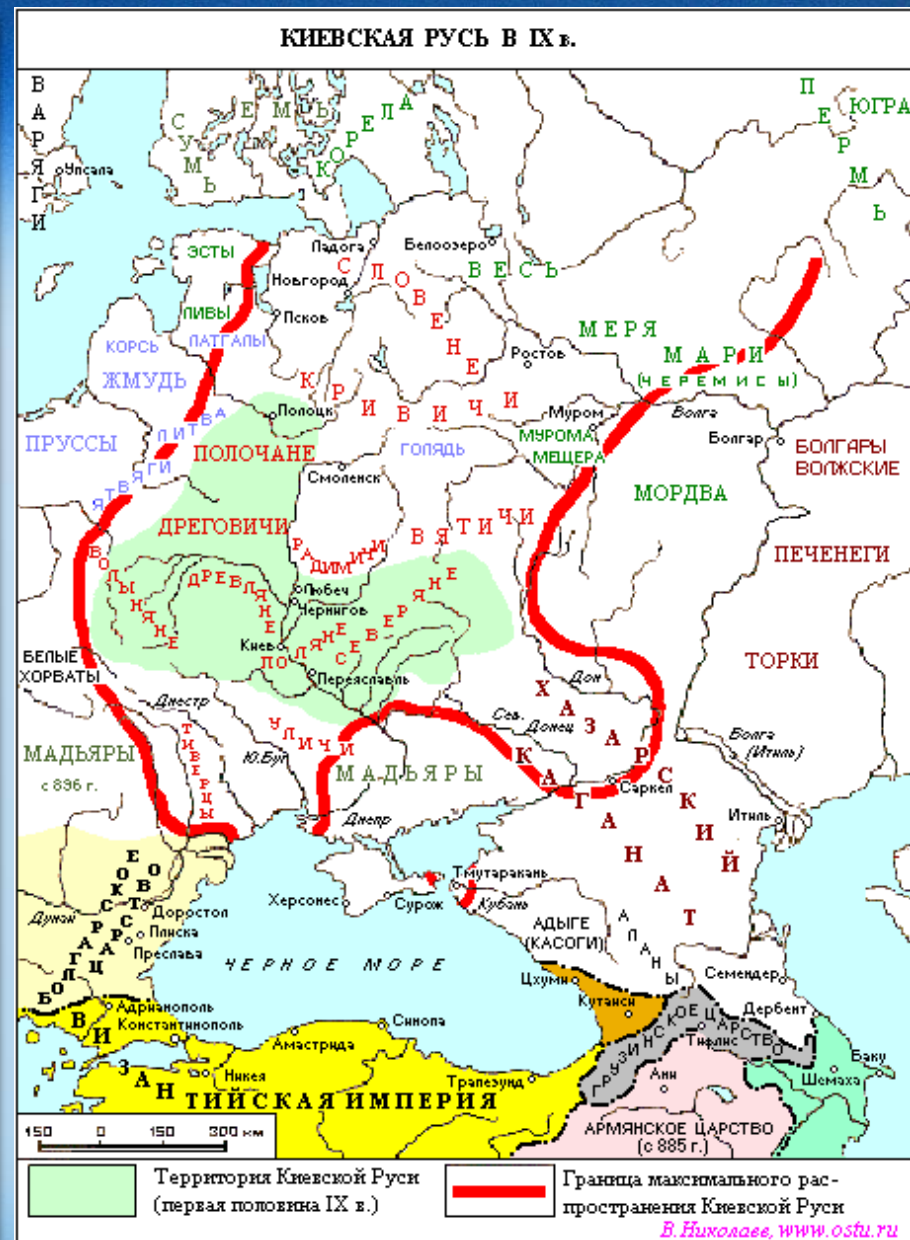 КИЕВСКАЯ РУСЬ В IX в.
ВАРЯГИ
Упсала
СУМЬ
ЕМЬ
КОРЕЛА
ПЕРМЬ
ЮГРА
ЭСТЫ
Ладога
Белоозеро
ВЕСЬ
СЛОВЕНЕ
Новгород
ЛИВЫ
Псков
ЛАТГАЛЫ
КОРСЬ
ЖМУДЬ
МЕРЯ
Ростов
МАРИ
(ЧЕРЕМИСЫ)
КРИВИЧИ
Полоцк
Муром
Волга
Болгар
ЛИТВА
ПРУССЫ
ПОЛОЧАНЕ
ГОЛЯДЬ
МУРОМА
МЕЩЕРА
БОЛГАРЫ
ВОЛЖСКИЕ
ЯТВЯГИ
Смоленск
МОРДВА
ДРЕГОВИЧИ
ВЯТИЧИ
РАДИМИЧИ
ПЕЧЕНЕГИ
ВОЛЫНЯНЕ
ДРЕВЛЯНЕ
Любеч
Чернигов
СЕВЕРЯНЕ
Киев
ПОЛЯНЕ
Переяславль
БЕЛЫЕ
ХОРВАТЫ
ТОРКИ
Дон
Днестр
ХАЗАРСКИЙ
Сев.
Донец
УЛИЧИ
ТИВЕРЦЫ
Ю.Буг
МАДЬЯРЫ
с 896 г.
МАДЬЯРЫ
КАГАНАТ
Саркел
Волга
(Итиль)
Итиль
Днепр
Тмутаракань
Херсонес
Сурож
Кубань
БОЛГАРСКОЕ
ЦАРСТВО
Дунай
Доростол
Плиска
Преслава
АДЫГЕ
(КАСОГИ)
АЛАНЫ
ЧЕРНОЕ МОРЕ
Цхуми
Семендер
Кутаиси
Дербент
Адрианополь
Константинополь
Синопа
Амастрида
ГРУЗИНСКОЕ ЦАРСТВО
Тифлис
Баку
Шемаха
Никея
Трапезунд
Ани
ВИЗАНТИЙСКАЯ ИМПЕРИЯ
АРМЯНСКОЕ ЦАРСТВО
(с 885 г.)
150 0 150 300 км
Территория Киевской Руси
(первая половина IX в.)
Граница максимального рас-
пространения Киевской Руси
В.Николаев, www.ostu.ru